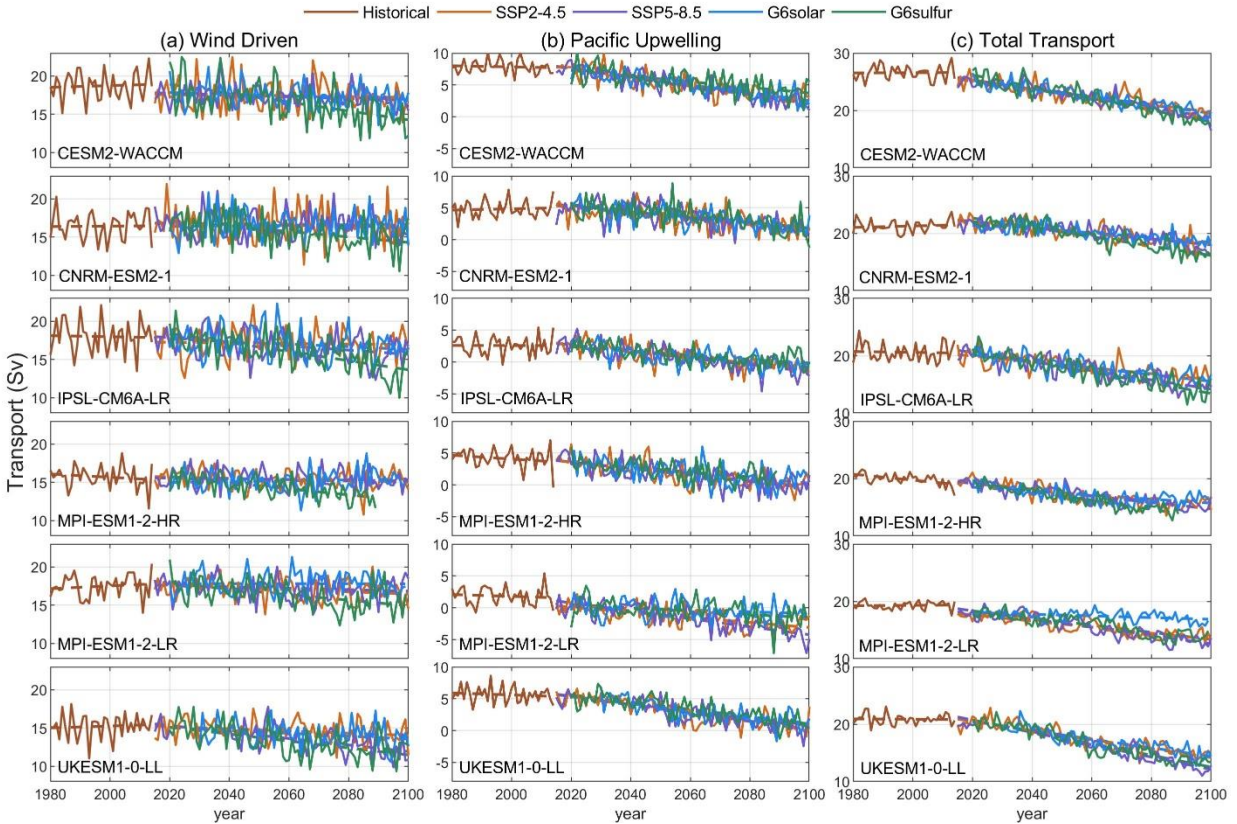 Historical SSP2-4.5 SSP5-8.5 G6solar G6sulfur
(a) Wind Driven (b) Pacific Upwelling (c) Total Transport
Transport (Sv)
20
15
10
CESM2-WACCM
10
5
0
-5
CESM2-WACCM
30
20
10
CESM2-WACCM
20
15
10
CNRM-ESM2-1
10
5
0
-5
CNRM-ESM2-1
30
20
10
CNRM-ESM2-1
20
15
10
IPSL-CM6A-LR
10
5
0
-5
IPSL-CM6A-LR
30
20
10
IPSL-CM6A-LR
20
15
10
MPI-ESM1-2-HR
10
5
0
-5
MPI-ESM1-2-HR
30
20
10
MPI-ESM1-2-HR
20
15
10
MPI-ESM1-2-LR
10
5
0
-5
MPI-ESM1-2-LR
30
20
10
MPI-ESM1-2-LR
20
15
10
UKESM1-0-LL
10
5
0
-5
UKESM1-0-LL
30
20
10
UKESM1-0-LL
1980 2000 2020 2040 2060 2080 2100
1980 2000 2020 2040 2060 2080 2100
1980 2000 2020 2040 2060 2080 2100
year year year